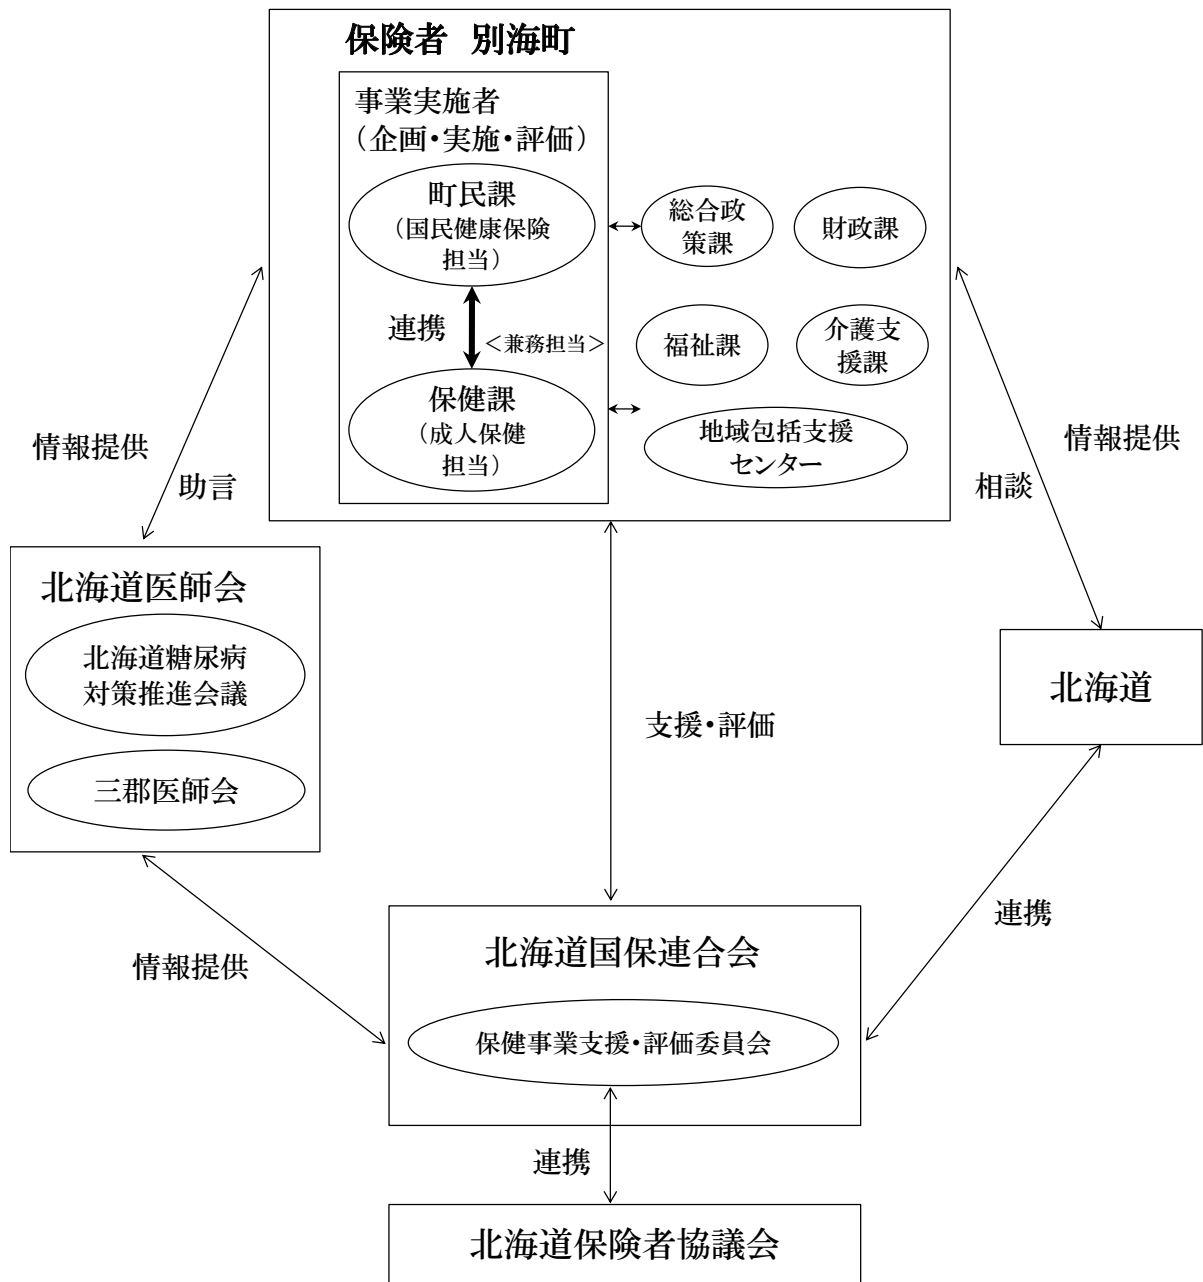 保険者 別海町
事業実施者
（企画・実施・評価）
町民課
（国民健康保険
担当）
連携
＜兼務担当＞
保健課
（成人保健
担当）
総合政
策課
財政課
福祉課
介護支
援課
地域包括支援
センター
情報提供
助言
情報提供
相談
北海道医師会
北海道糖尿病
対策推進会議
三郡医師会
北海道
支援・評価
情報提供
連携
北海道国保連合会
保健事業支援・評価委員会
連携
北海道保険者協議会